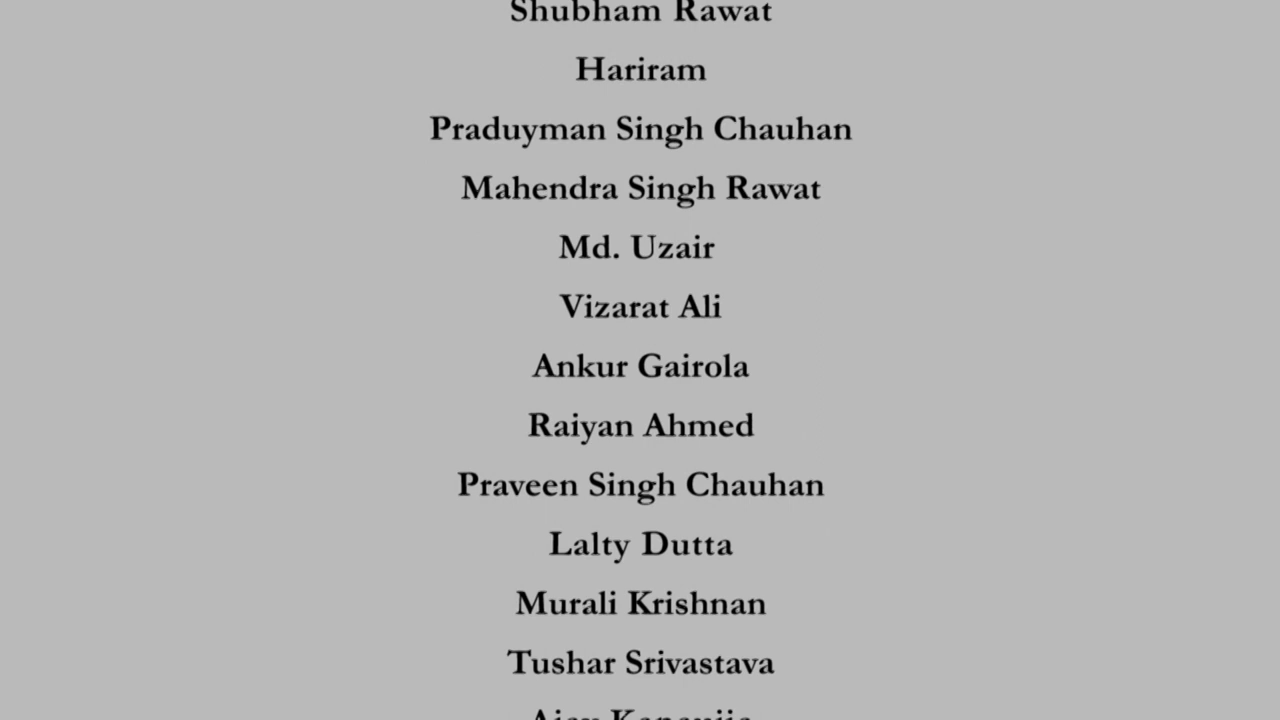 Shubham Rawat
Hariram
Praduyman Singh Chauhan
Mahendra Singh Rawat
Md. Uzair
Vizarat Ali
Ankur Gairola
Raiyan Ahmed
Praveen Singh Chauhan
Lalty Dutta
Murali Krishnan
Tushar Srivastava